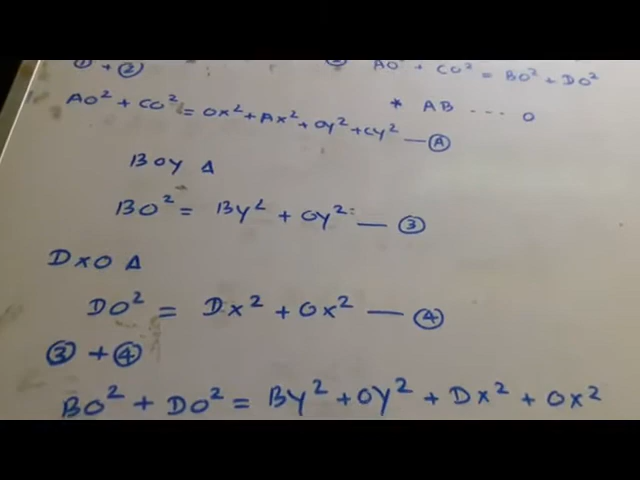 ① + ②
AO² + CO² = BO² + DO²
AO² + CO² = OX² + AX² + OY² + CY² — Ⓐ
* AB ... O
BOY Δ
BO² = BY² + OY² — ③
DXO Δ
DO² = DX² + OX² — ④
③ + ④
BO² + DO² = BY² + OY² + DX² + OX²